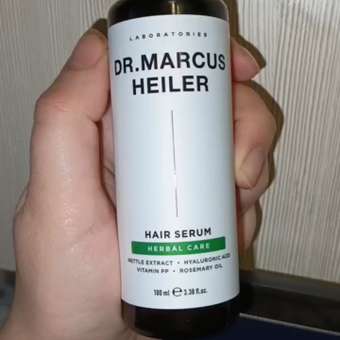 LABORATORIES
DR.MARCUS
HEILER
HAIR SERUM
HERBAL CARE
NETTLE EXTRACT • HYALURONIC ACID
VITAMIN PP • ROSEMARY OIL
100 ml ℮ 3.38 fl.oz.